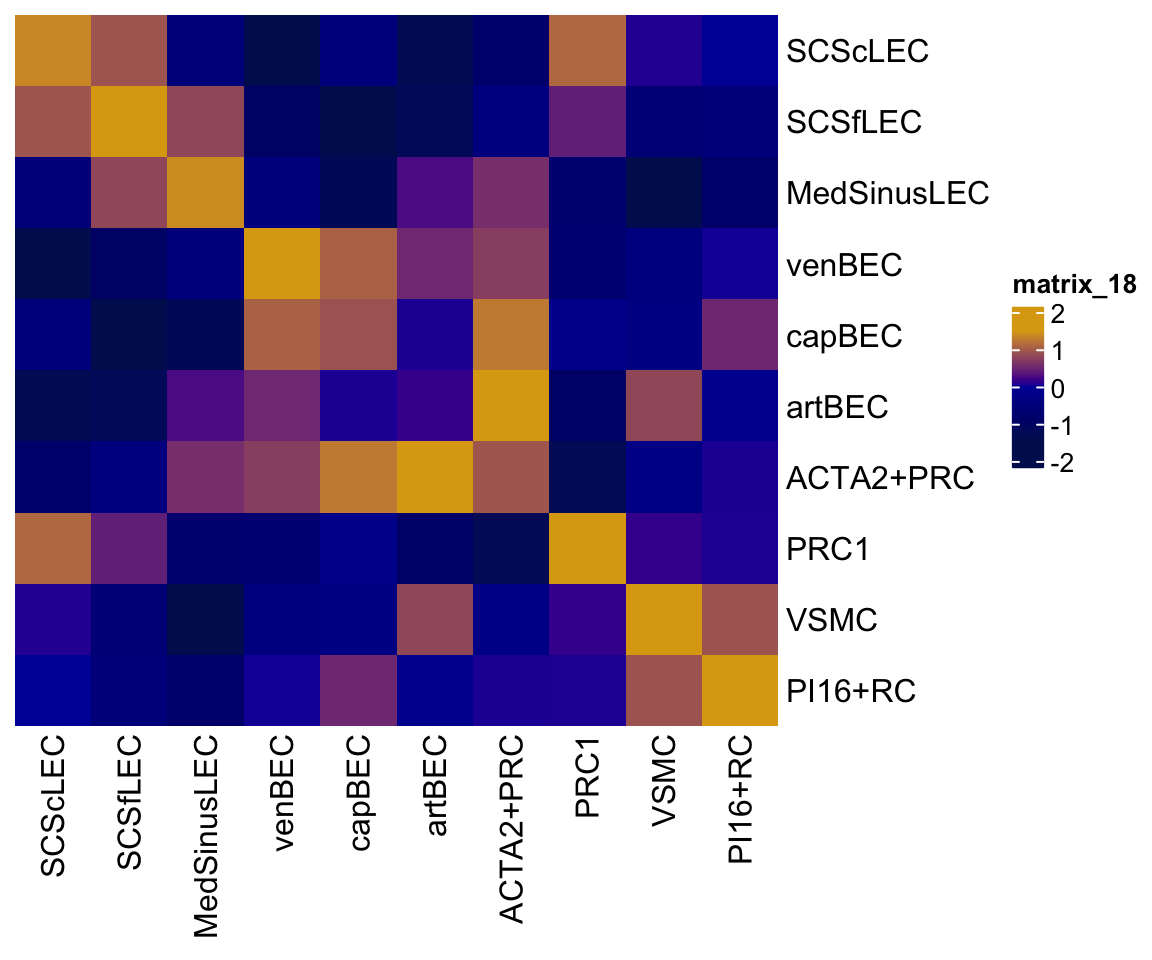 SCScLEC
SCSfLEC
MedSinusLEC
venBEC
capBEC
artBEC
ACTA2+PRC
PRC1
VSMC
PI16+RC
matrix_18
2
1
0
-1
-2
SCScLEC
SCSfLEC
MedSinusLEC
venBEC
capBEC
artBEC
ACTA2+PRC
PRC1
VSMC
PI16+RC